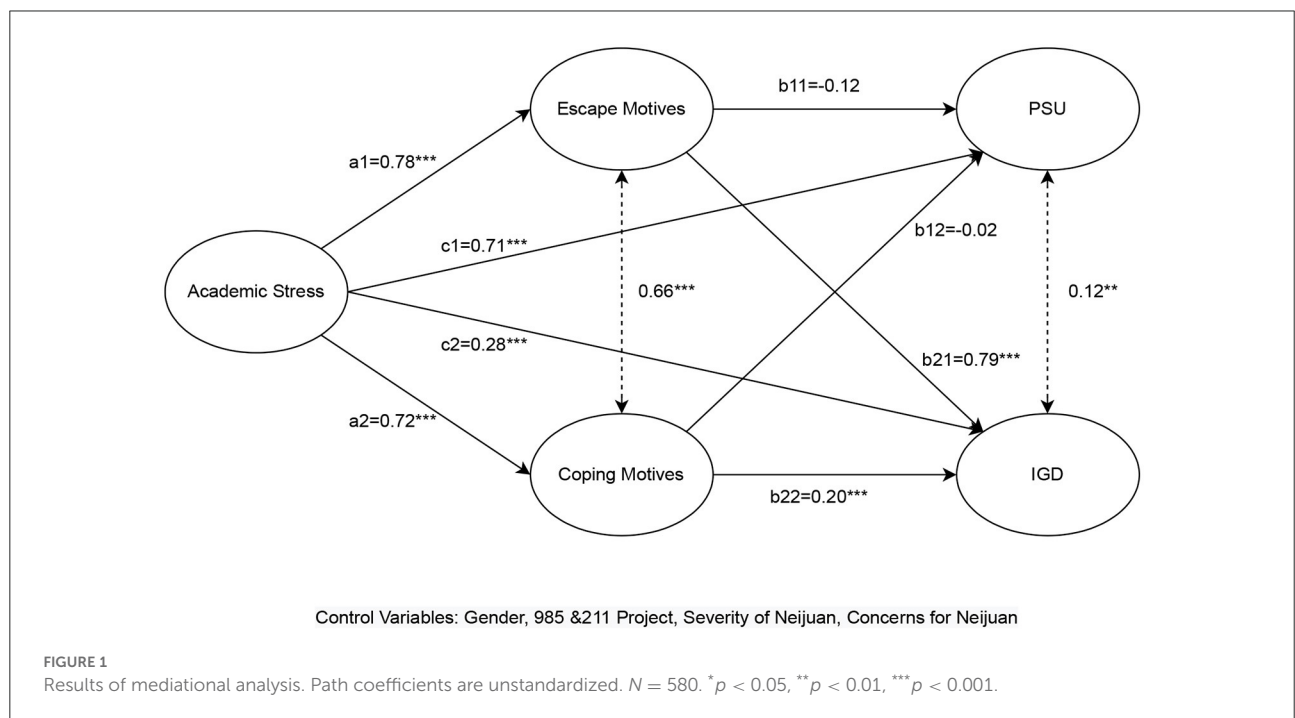 Escape Motives
b11=-0.12
PSU
a1=0.78***
c1=0.71***
b12=-0.02
Academic Stress
0.66***
0.12**
c2=0.28***
b21=0.79***
a2=0.72***
Coping Motives
b22=0.20***
IGD
Control Variables: Gender, 985 &211 Project, Severity of Neijuan, Concerns for Neijuan
FIGURE 1
Results of mediational analysis. Path coefficients are unstandardized. N = 580. *p < 0.05, **p < 0.01, ***p < 0.001.